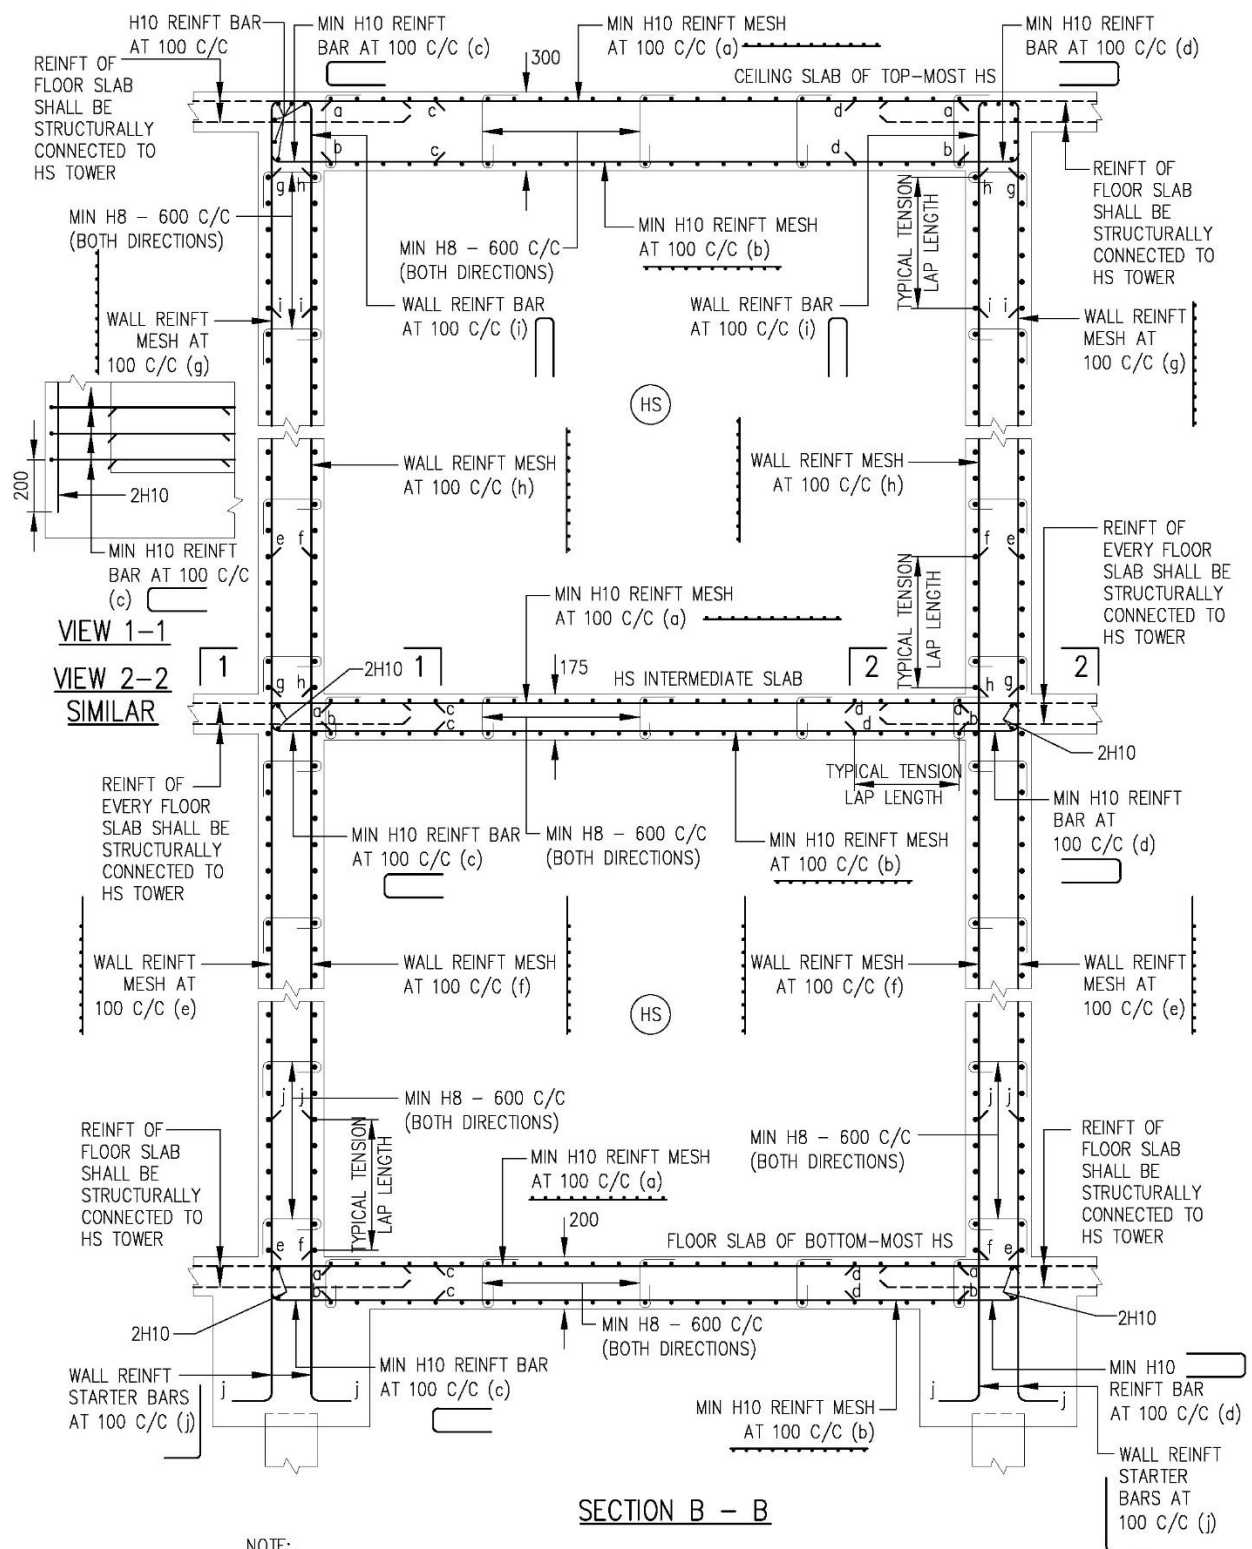 H10 REINFT BAR
AT 100 C/C
MIN H10 REINFT
BAR AT 100 C/C (c)
MIN H10 REINFT MESH
AT 100 C/C (a)
MIN H10 REINFT
BAR AT 100 C/C (d)
REINFT OF
FLOOR SLAB
SHALL BE
STRUCTURALLY
CONNECTED TO
HS TOWER
300
CEILING SLAB OF TOP-MOST HS
a
c
d
a
b
c
d
b
g h
h g
REINFT OF
FLOOR SLAB
SHALL BE
STRUCTURALLY
CONNECTED TO
HS TOWER
MIN H8 - 600 C/C
(BOTH DIRECTIONS)
MIN H8 - 600 C/C
(BOTH DIRECTIONS)
MIN H10 REINFT MESH
AT 100 C/C (b)
TYPICAL TENSION
LAP LENGTH
i i
i i
WALL REINFT
MESH AT
100 C/C (g)
WALL REINFT BAR
AT 100 C/C (i)
WALL REINFT BAR
AT 100 C/C (i)
WALL REINFT
MESH AT
100 C/C (g)
HS
WALL REINFT MESH
AT 100 C/C (h)
WALL REINFT MESH
AT 100 C/C (h)
200
2H10
MIN H10 REINFT
BAR AT 100 C/C
(c)
VIEW 1-1
VIEW 2-2
SIMILAR
e f
f e
TYPICAL TENSION
LAP LENGTH
REINFT OF
EVERY FLOOR
SLAB SHALL BE
STRUCTURALLY
CONNECTED TO
HS TOWER
MIN H10 REINFT MESH
AT 100 C/C (a)
1
1
2
2
2H10
175
HS INTERMEDIATE SLAB
g h
h g
a
c
d
a
b
c
d
b
2H10
TYPICAL TENSION
LAP LENGTH
REINFT OF
EVERY FLOOR
SLAB SHALL BE
STRUCTURALLY
CONNECTED TO
HS TOWER
MIN H10 REINFT BAR
AT 100 C/C (c)
MIN H8 - 600 C/C
(BOTH DIRECTIONS)
MIN H10 REINFT MESH
AT 100 C/C (b)
MIN H10 REINFT
BAR AT
100 C/C (d)
WALL REINFT
MESH AT
100 C/C (e)
WALL REINFT MESH
AT 100 C/C (f)
WALL REINFT MESH
AT 100 C/C (f)
WALL REINFT
MESH AT
100 C/C (e)
HS
j j
j j
MIN H8 - 600 C/C
(BOTH DIRECTIONS)
MIN H8 - 600 C/C
(BOTH DIRECTIONS)
REINFT OF
FLOOR SLAB
SHALL BE
STRUCTURALLY
CONNECTED TO
HS TOWER
TYPICAL TENSION
LAP LENGTH
MIN H10 REINFT MESH
AT 100 C/C (a)
REINFT OF
FLOOR SLAB
SHALL BE
STRUCTURALLY
CONNECTED TO
HS TOWER
200
FLOOR SLAB OF BOTTOM-MOST HS
e f
f e
a
c
d
a
b
c
d
b
2H10
MIN H8 - 600 C/C
(BOTH DIRECTIONS)
2H10
WALL REINFT
STARTER BARS
AT 100 C/C (j)
j
j
MIN H10 REINFT BAR
AT 100 C/C (c)
MIN H10 REINFT MESH
AT 100 C/C (b)
j
j
MIN H10
REINFT BAR
AT 100 C/C (d)
WALL REINFT
STARTER
BARS AT
100 C/C (j)
SECTION B - B
NOTE: